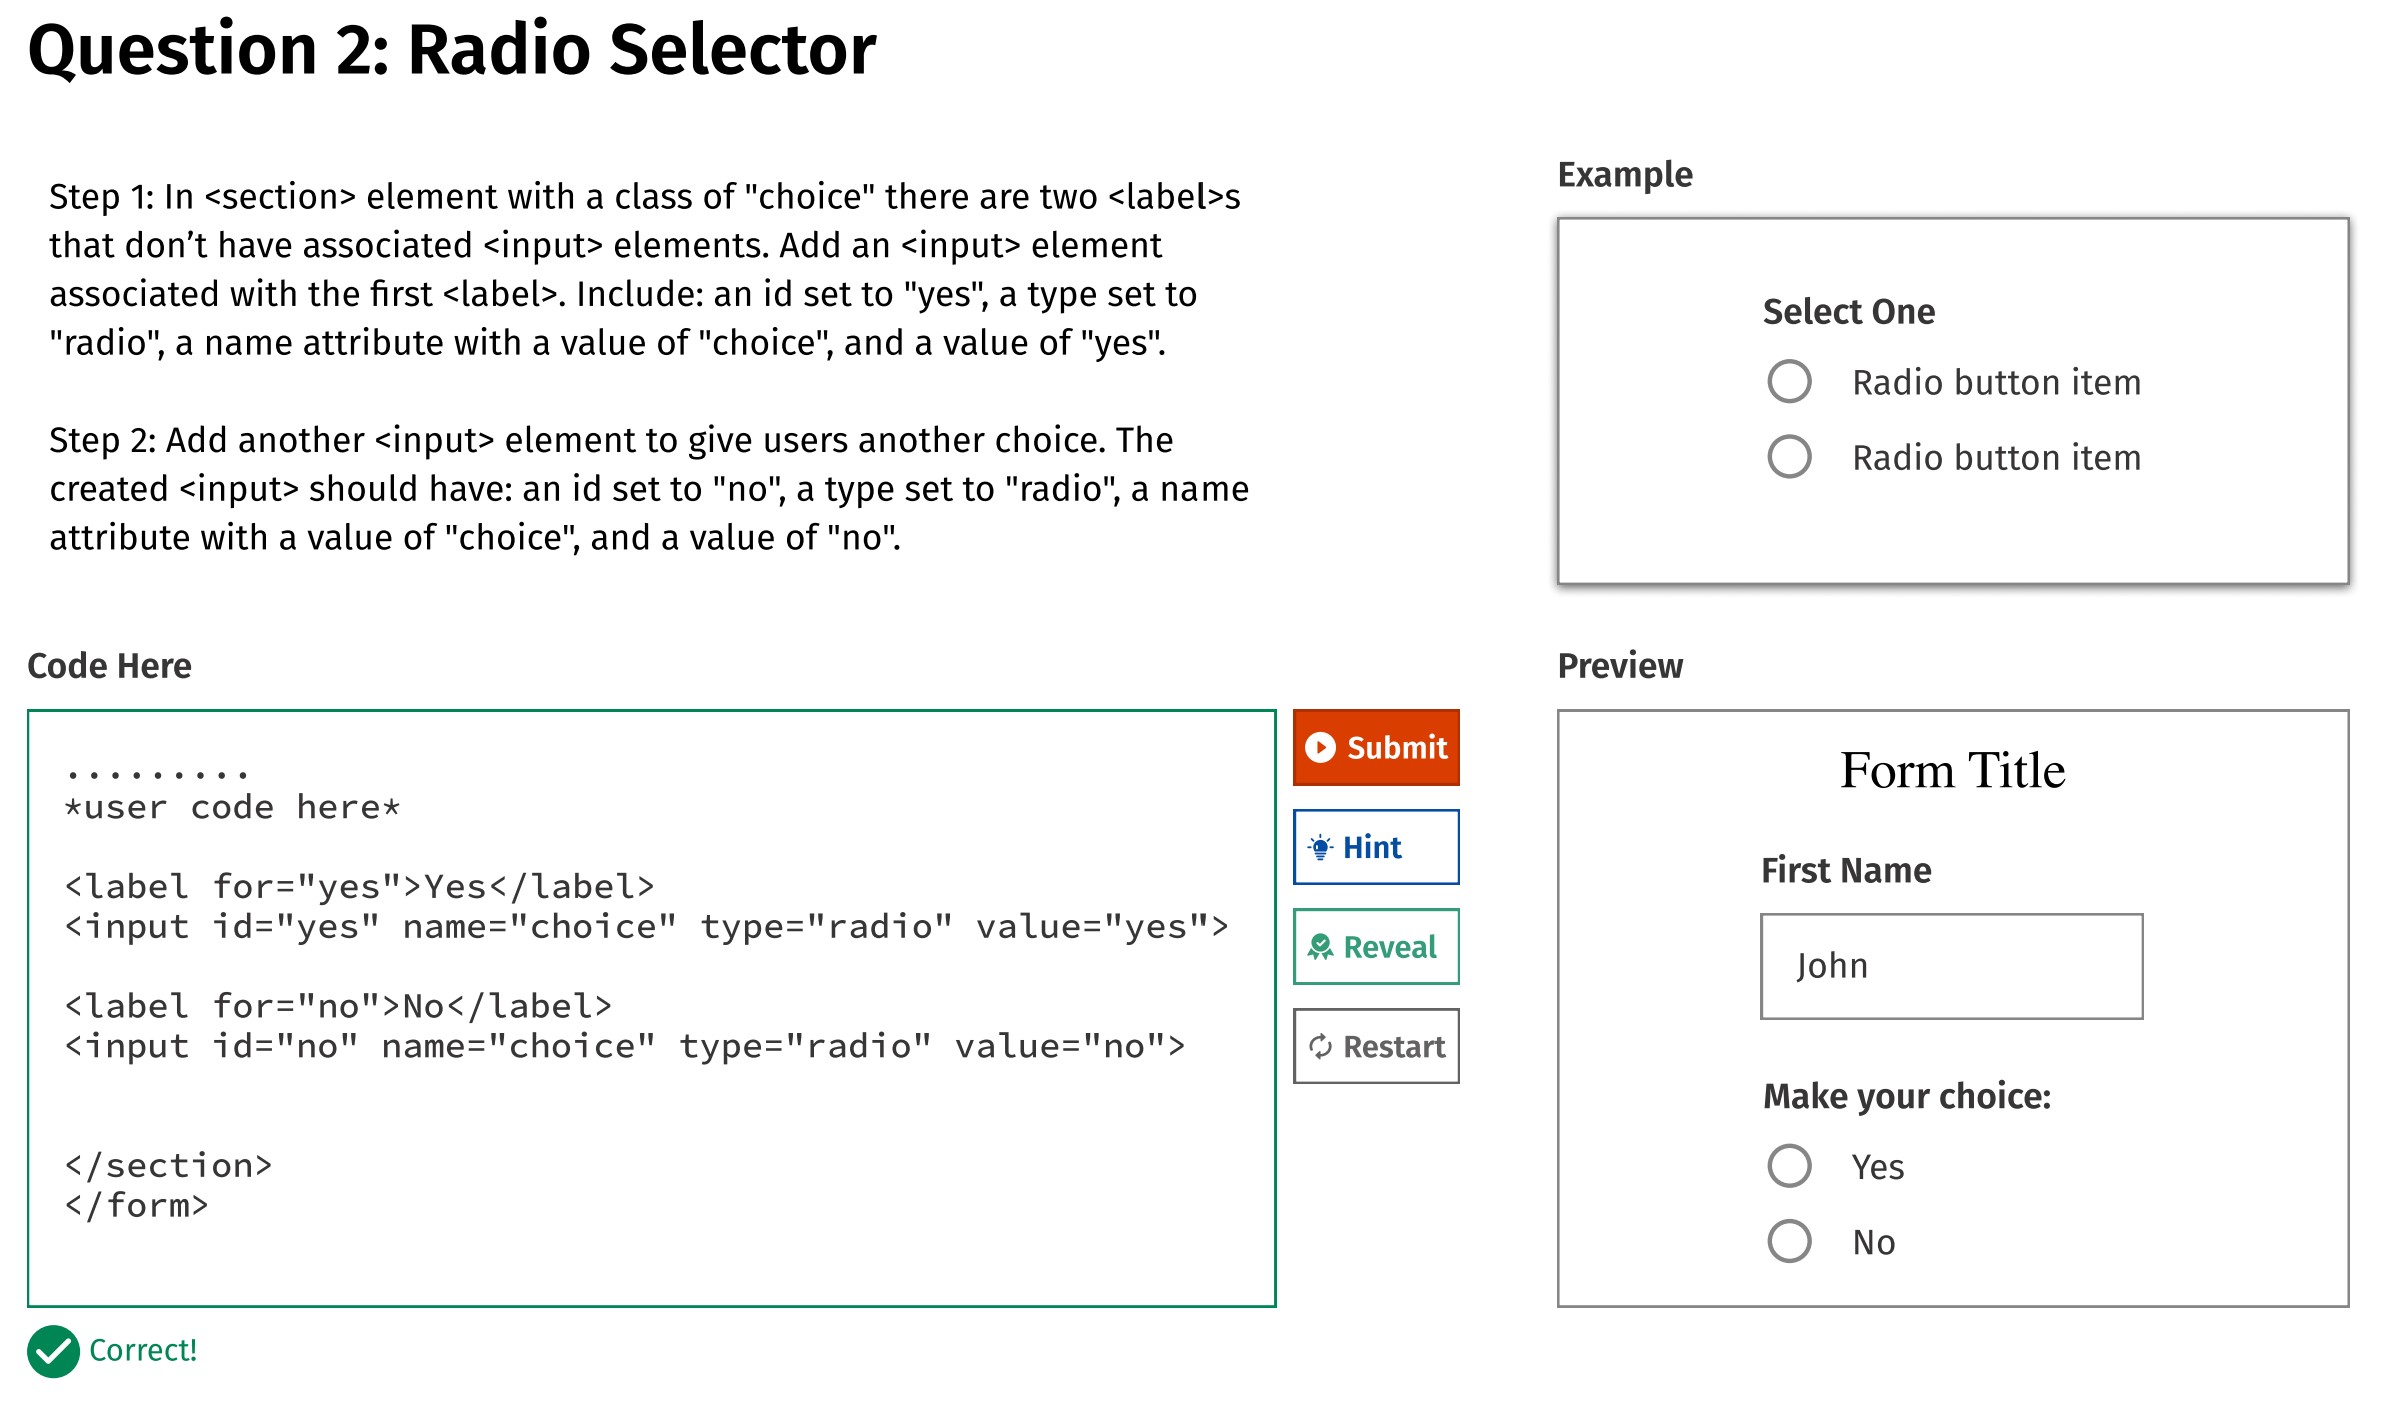 Question 2: Radio Selector
Step 1: In <section> element with a class of "choice" there are two <label>s
that don’t have associated <input> elements. Add an <input> element
associated with the first <label>. Include: an id set to "yes", a type set to
"radio", a name attribute with a value of "choice", and a value of "yes".
Step 2: Add another <input> element to give users another choice. The
created <input> should have: an id set to "no", a type set to "radio", a name
attribute with a value of "choice", and a value of "no".
Example
Select One
Radio button item
Radio button item
Code Here
.........
*user code here*
<label for="yes">Yes</label>
<input id="yes" name="choice" type="radio" value="yes">
<label for="no">No</label>
<input id="no" name="choice" type="radio" value="no">
</section>
</form>
Submit
Hint
Reveal
Restart
Preview
Form Title
First Name
John
Make your choice:
Yes
No
Correct!